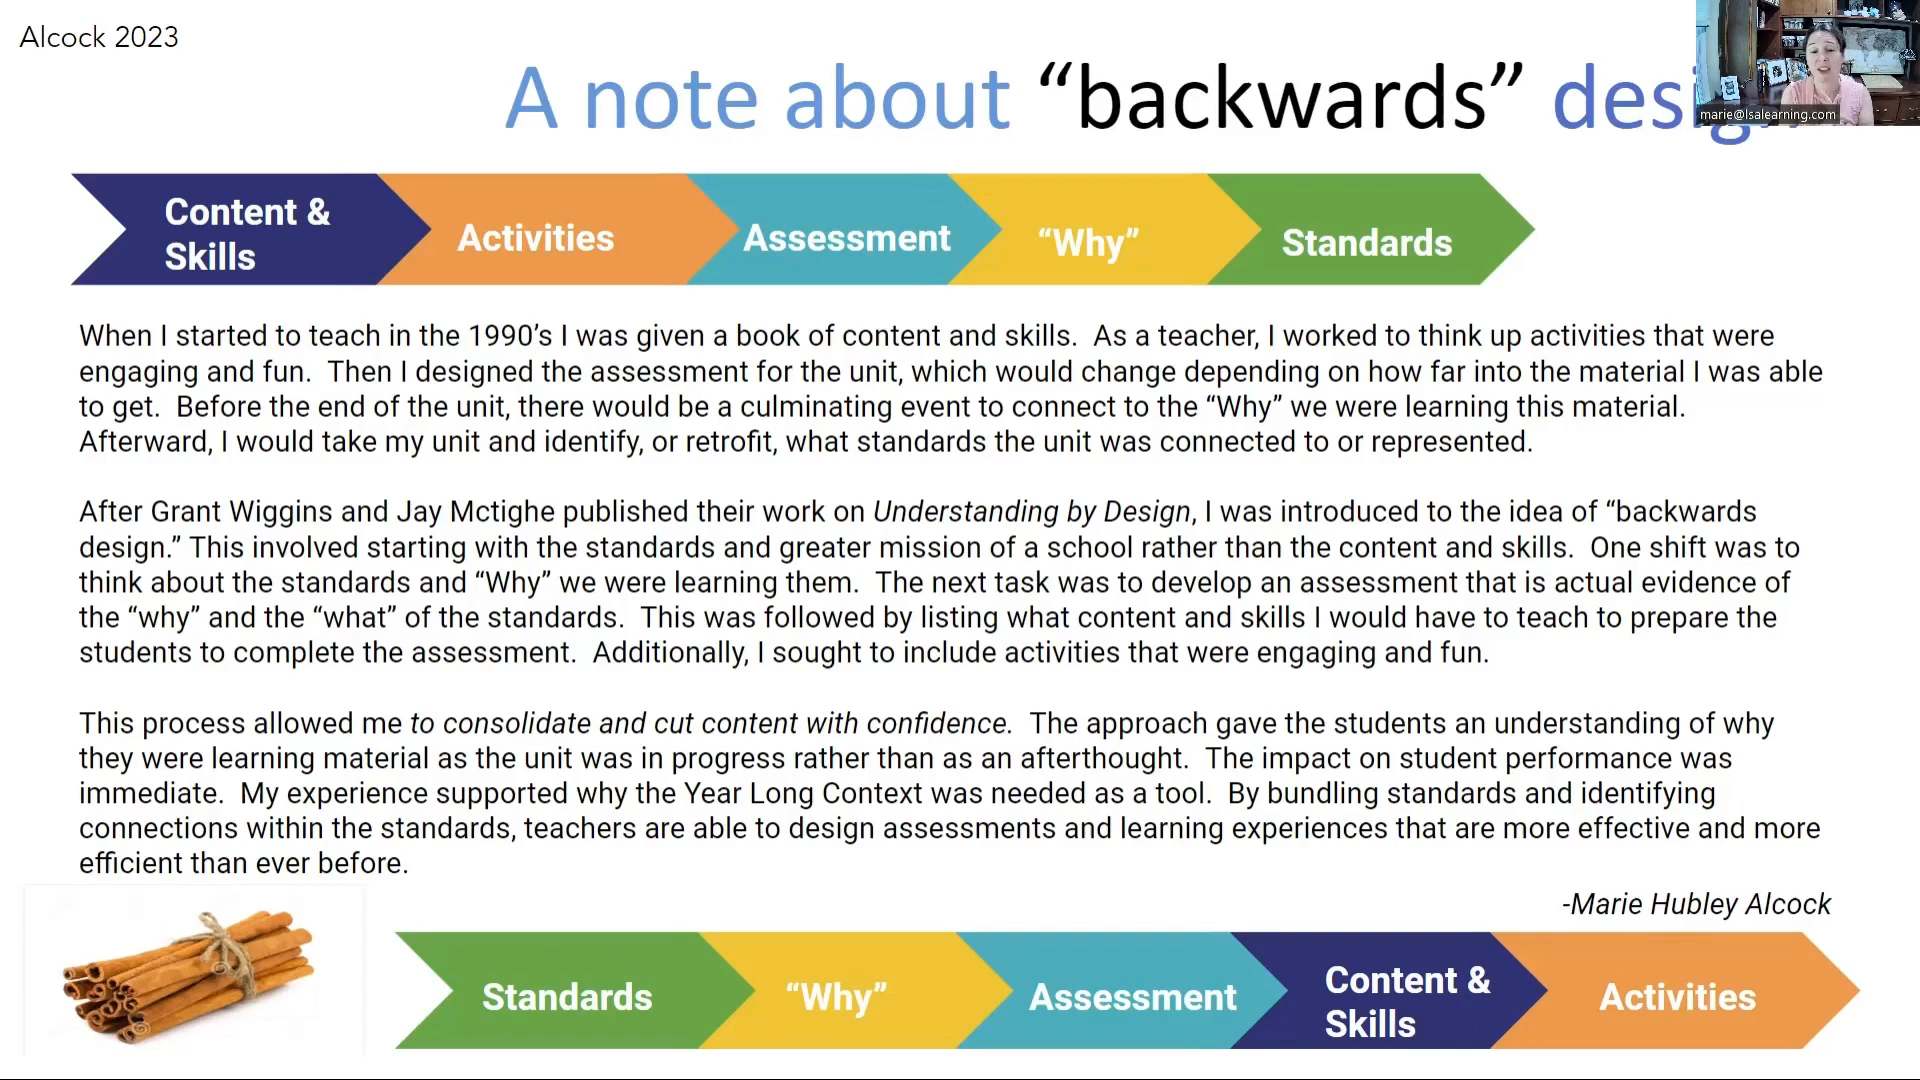 Alcock 2023
A note about “backwards” desi
marie@lsalearning.com
Content &
Skills
Activities
Assessment
“Why”
Standards
When I started to teach in the 1990’s I was given a book of content and skills.  As a teacher, I worked to think up activities that were
engaging and fun.  Then I designed the assessment for the unit, which would change depending on how far into the material I was able
to get.  Before the end of the unit, there would be a culminating event to connect to the “Why” we were learning this material.
Afterward, I would take my unit and identify, or retrofit, what standards the unit was connected to or represented.
After Grant Wiggins and Jay Mctighe published their work on Understanding by Design, I was introduced to the idea of “backwards
design.” This involved starting with the standards and greater mission of a school rather than the content and skills.  One shift was to
think about the standards and “Why” we were learning them.  The next task was to develop an assessment that is actual evidence of
the “why” and the “what” of the standards.  This was followed by listing what content and skills I would have to teach to prepare the
students to complete the assessment.  Additionally, I sought to include activities that were engaging and fun.
This process allowed me to consolidate and cut content with confidence.  The approach gave the students an understanding of why
they were learning material as the unit was in progress rather than as an afterthought.  The impact on student performance was
immediate.  My experience supported why the Year Long Context was needed as a tool.  By bundling standards and identifying
connections within the standards, teachers are able to design assessments and learning experiences that are more effective and more
efficient than ever before.
-Marie Hubley Alcock
Standards
“Why”
Assessment
Content &
Skills
Activities